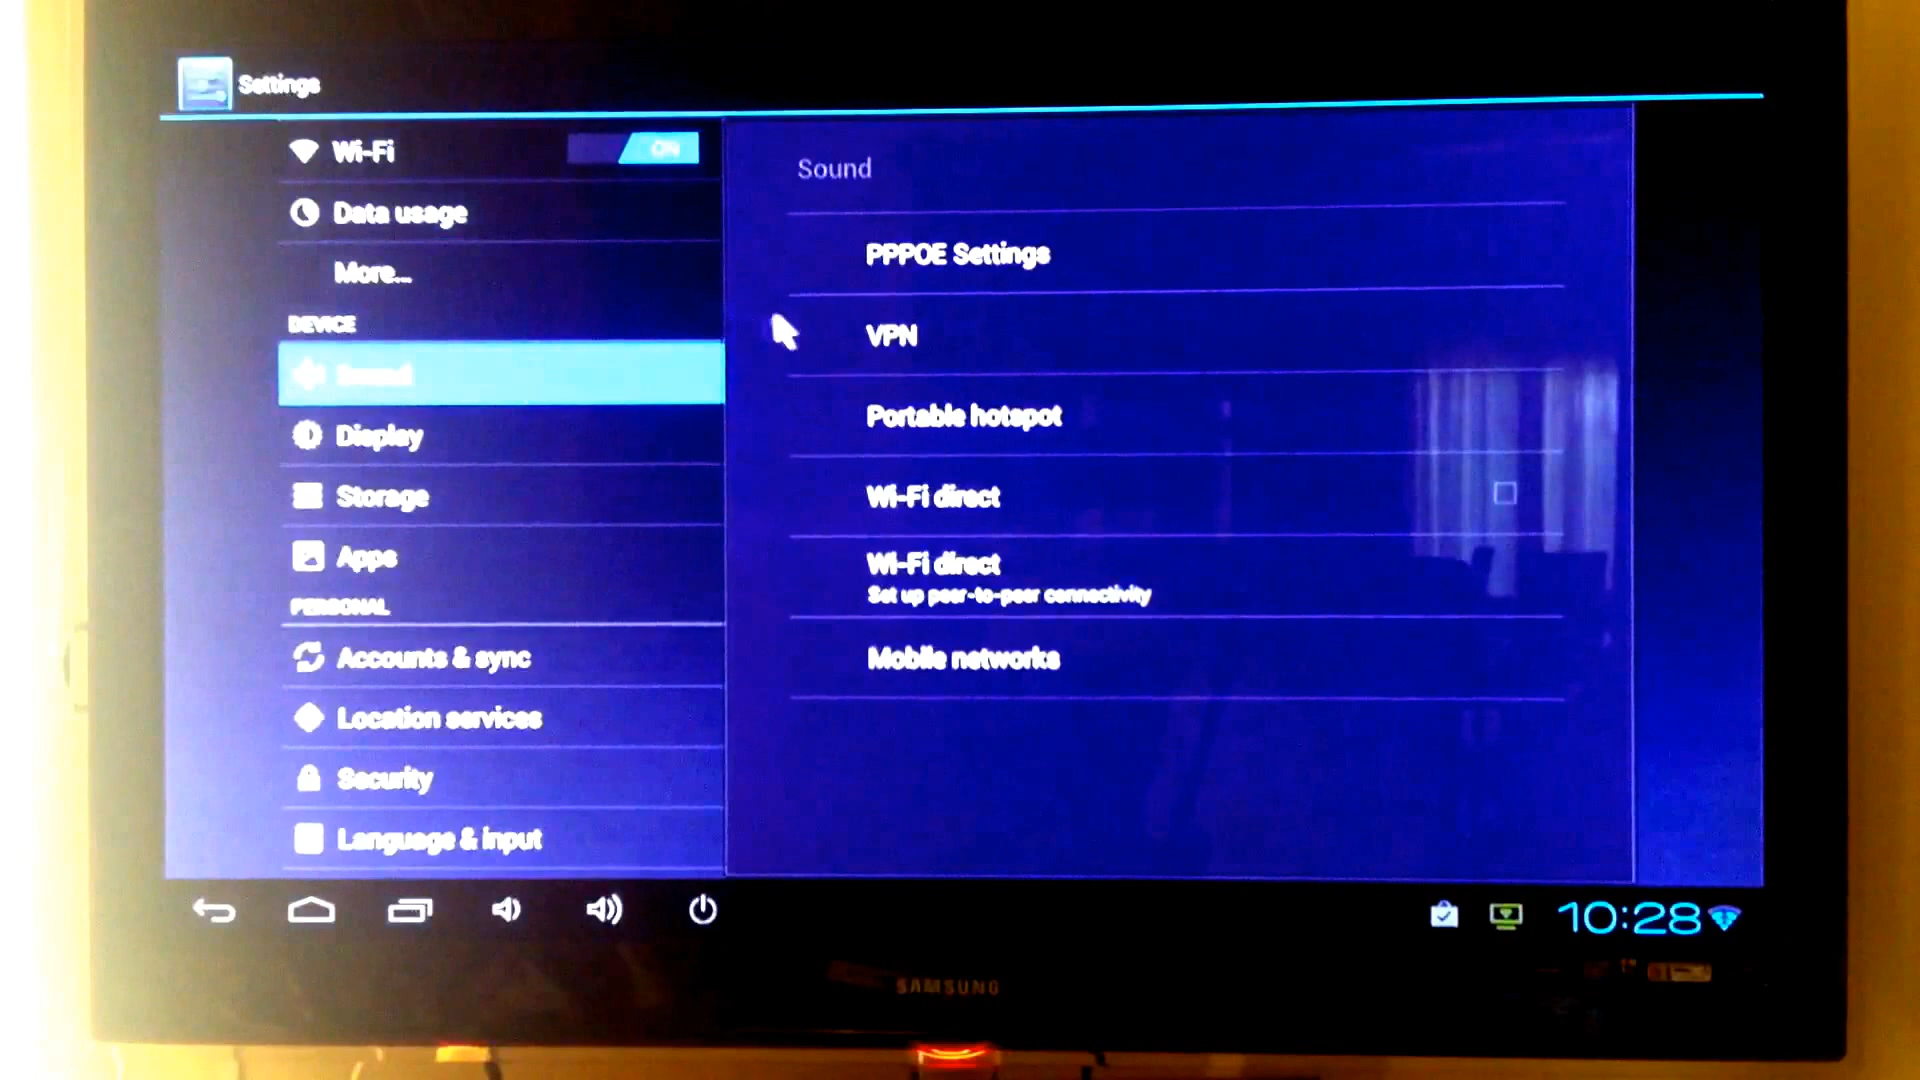 Settings
Wi-Fi
ON
Data usage
More...
DEVICE
Sound
Display
Storage
Apps
PERSONAL
Accounts & sync
Location services
Security
Language & input
Sound
PPPOE Settings
VPN
Portable hotspot
Wi-Fi direct
Wi-Fi direct
Set up peer-to-peer connectivity
Mobile networks
10:28
SAMSUNG